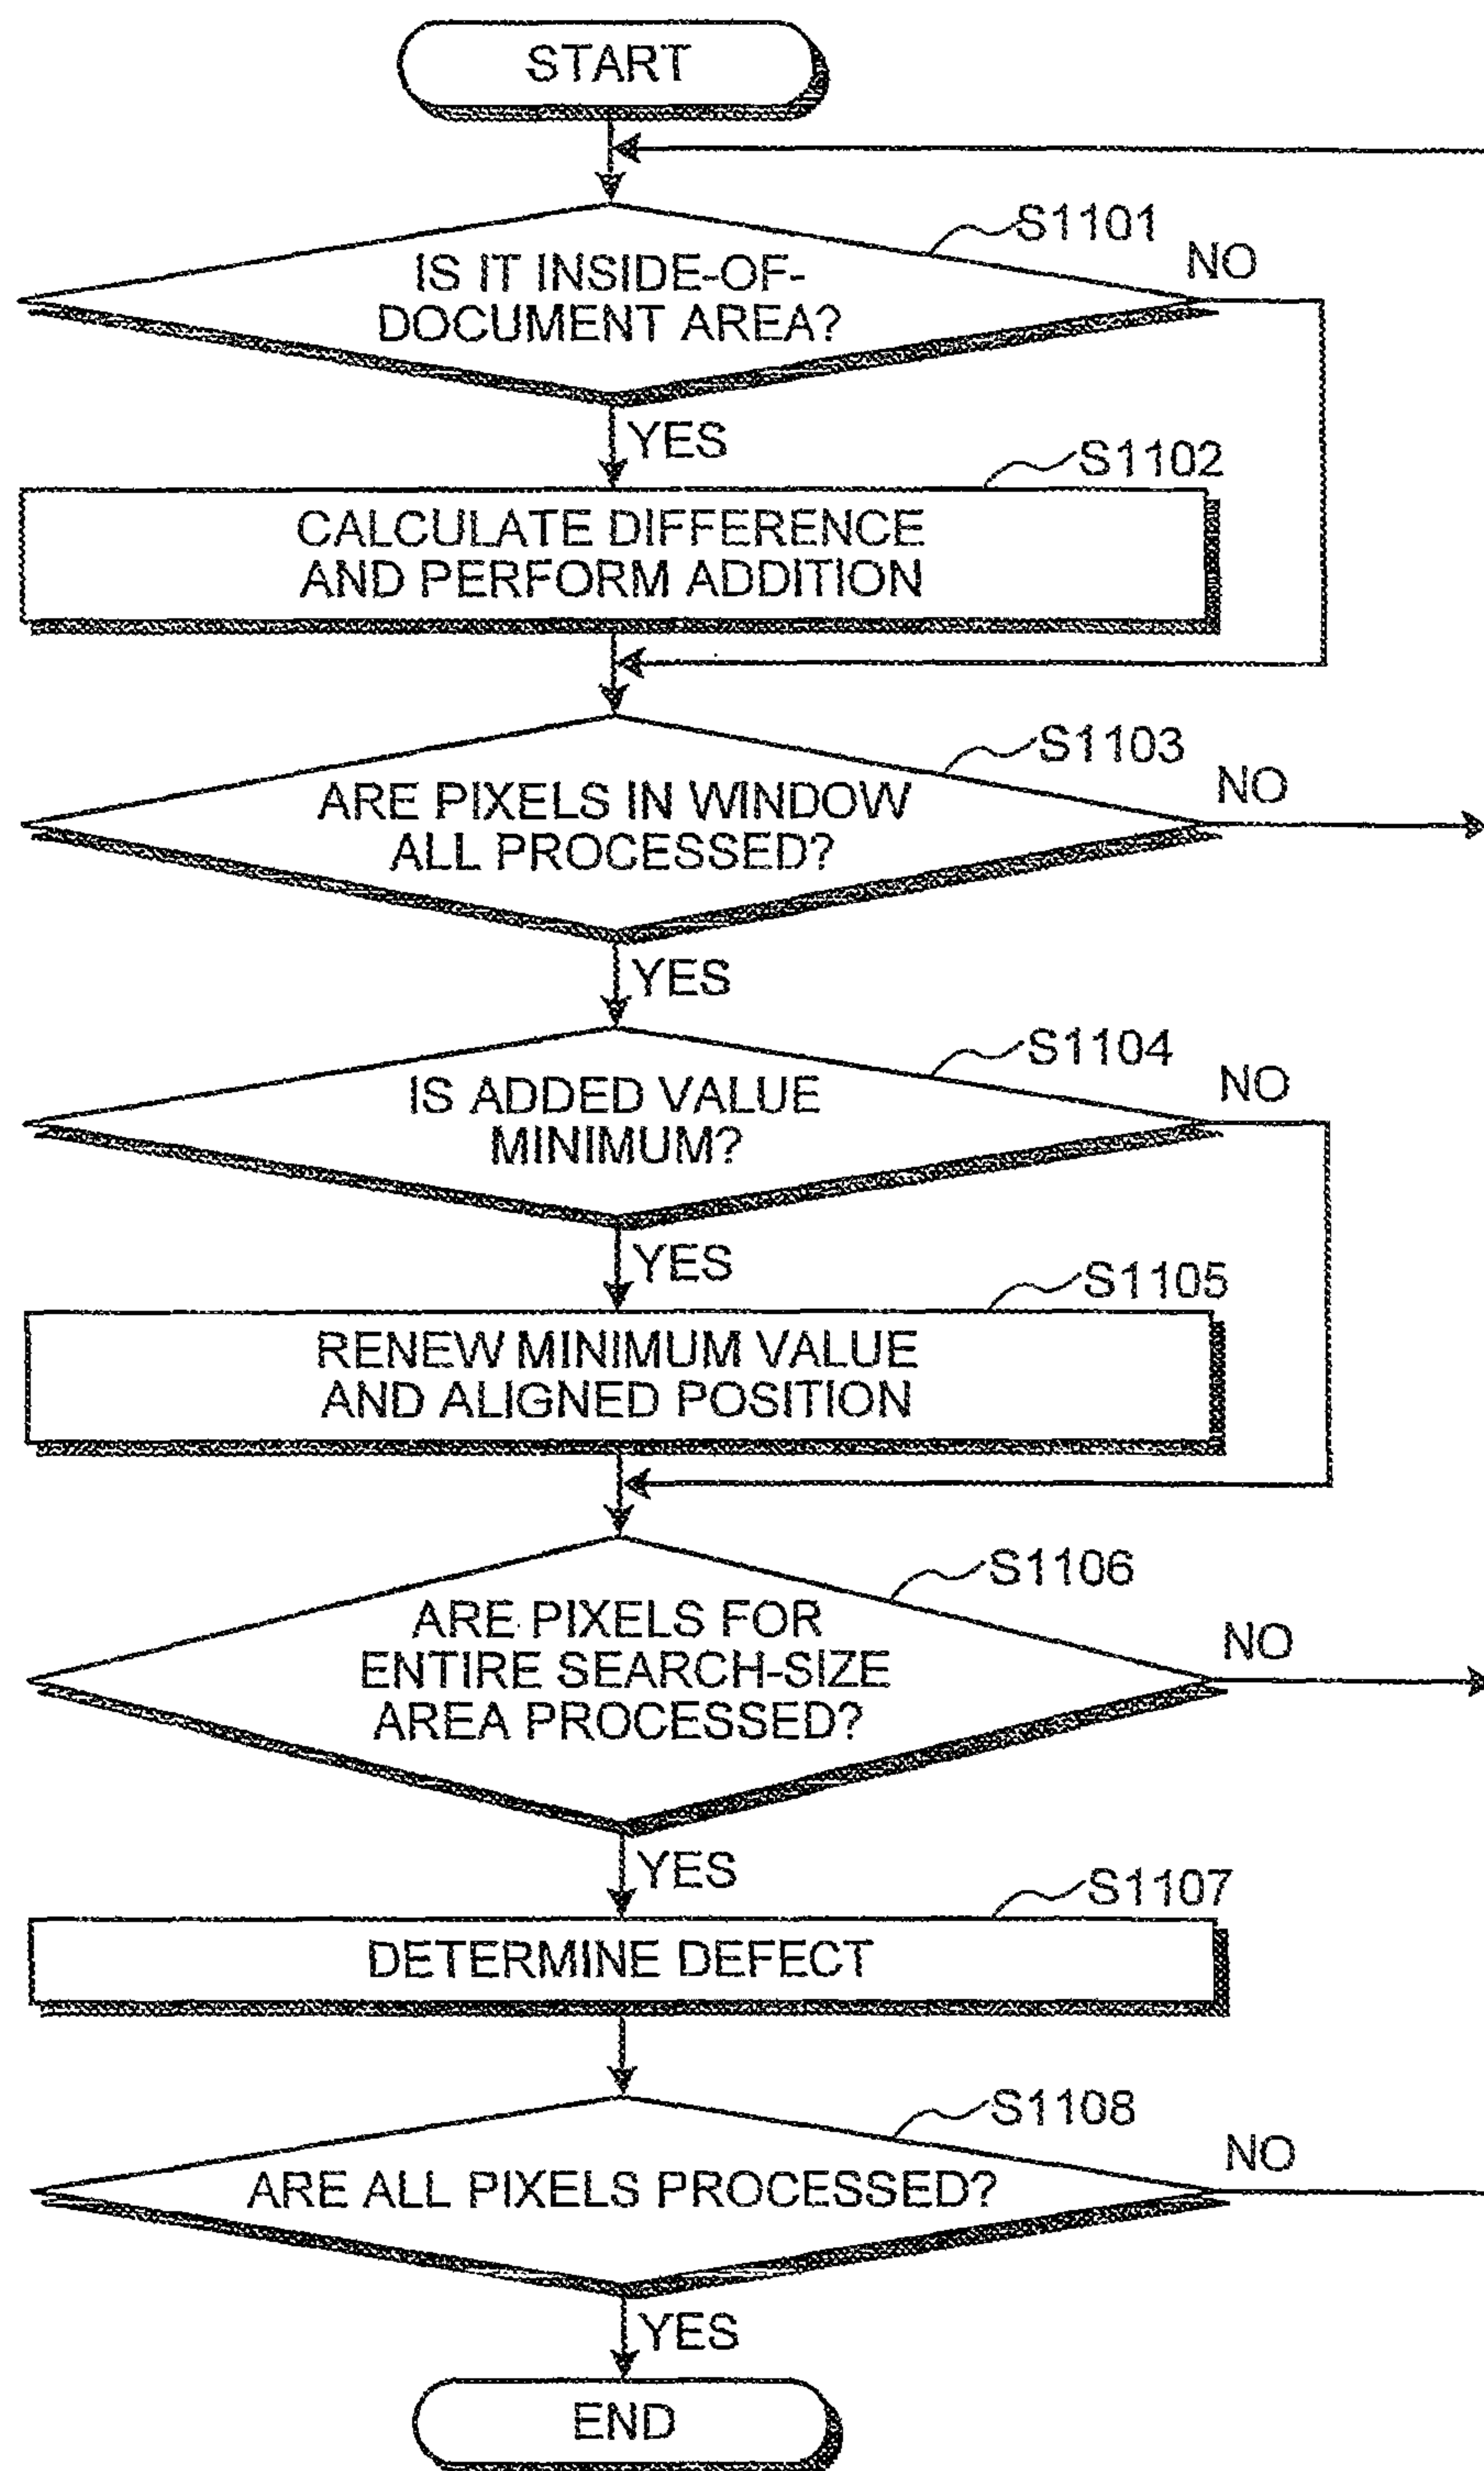 START
S1101
NO
IS IT INSIDE-OF-
DOCUMENT AREA?
YES
S1102
CALCULATE DIFFERENCE
AND PERFORM ADDITION
S1103
NO
ARE PIXELS IN WINDOW
ALL PROCESSED?
YES
S1104
NO
IS ADDED VALUE
MINIMUM?
YES
S1105
RENEW MINIMUM VALUE
AND ALIGNED POSITION
S1106
NO
ARE PIXELS FOR
ENTIRE SEARCH-SIZE
AREA PROCESSED?
YES
S1107
DETERMINE DEFECT
S1108
NO
ARE ALL PIXELS PROCESSED?
YES
END